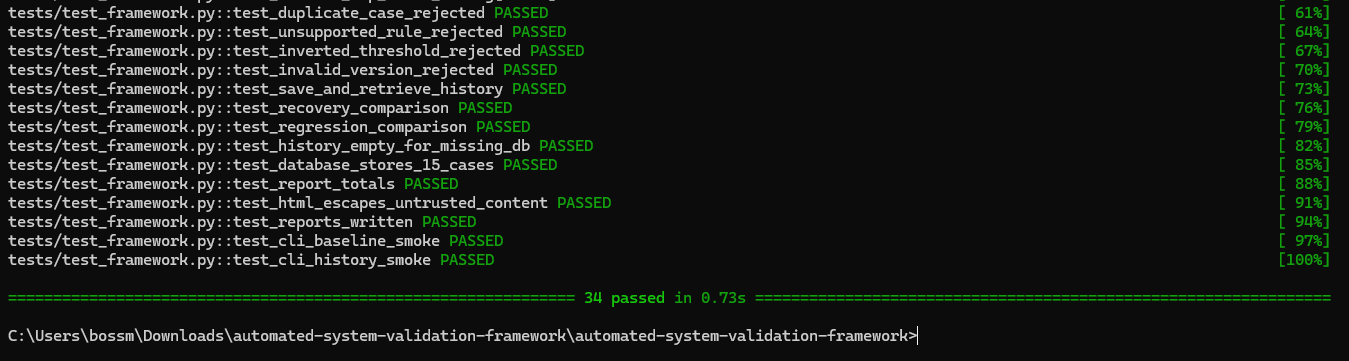 tests/test_framework.py::test_duplicate_case_rejected PASSED [ 61%]
tests/test_framework.py::test_unsupported_rule_rejected PASSED [ 64%]
tests/test_framework.py::test_inverted_threshold_rejected PASSED [ 67%]
tests/test_framework.py::test_invalid_version_rejected PASSED [ 70%]
tests/test_framework.py::test_save_and_retrieve_history PASSED [ 73%]
tests/test_framework.py::test_recovery_comparison PASSED [ 76%]
tests/test_framework.py::test_regression_comparison PASSED [ 79%]
tests/test_framework.py::test_history_empty_for_missing_db PASSED [ 82%]
tests/test_framework.py::test_database_stores_15_cases PASSED [ 85%]
tests/test_framework.py::test_report_totals PASSED [ 88%]
tests/test_framework.py::test_html_escapes_untrusted_content PASSED [ 91%]
tests/test_framework.py::test_reports_written PASSED [ 94%]
tests/test_framework.py::test_cli_baseline_smoke PASSED [ 97%]
tests/test_framework.py::test_cli_history_smoke PASSED [100%]
=============================================================== 34 passed in 0.73s ================================================================
C:\Users\bossm\Downloads\automated-system-validation-framework\automated-system-validation-framework>